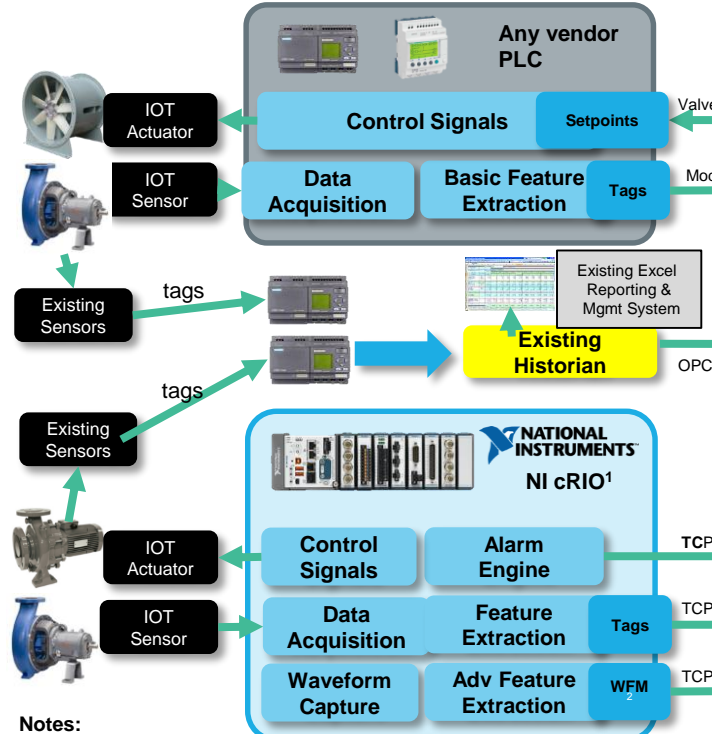 Any vendor
PLC
IOT
Actuator
Control Signals
Setpoints
Valve
IOT
Sensor
Data
Acquisition
Basic Feature
Extraction
Tags
Mod
Existing
Sensors
tags
Existing Excel
Reporting &
Mgmt System
Existing
Historian
OPC
tags
Existing
Sensors
NATIONAL
INSTRUMENTS™
NI cRIO¹
IOT
Actuator
Control
Signals
Alarm
Engine
TCP
IOT
Sensor
Data
Acquisition
Feature
Extraction
Tags
TCP
Waveform
Capture
Adv Feature
Extraction
WFM
2
TCP
Notes: